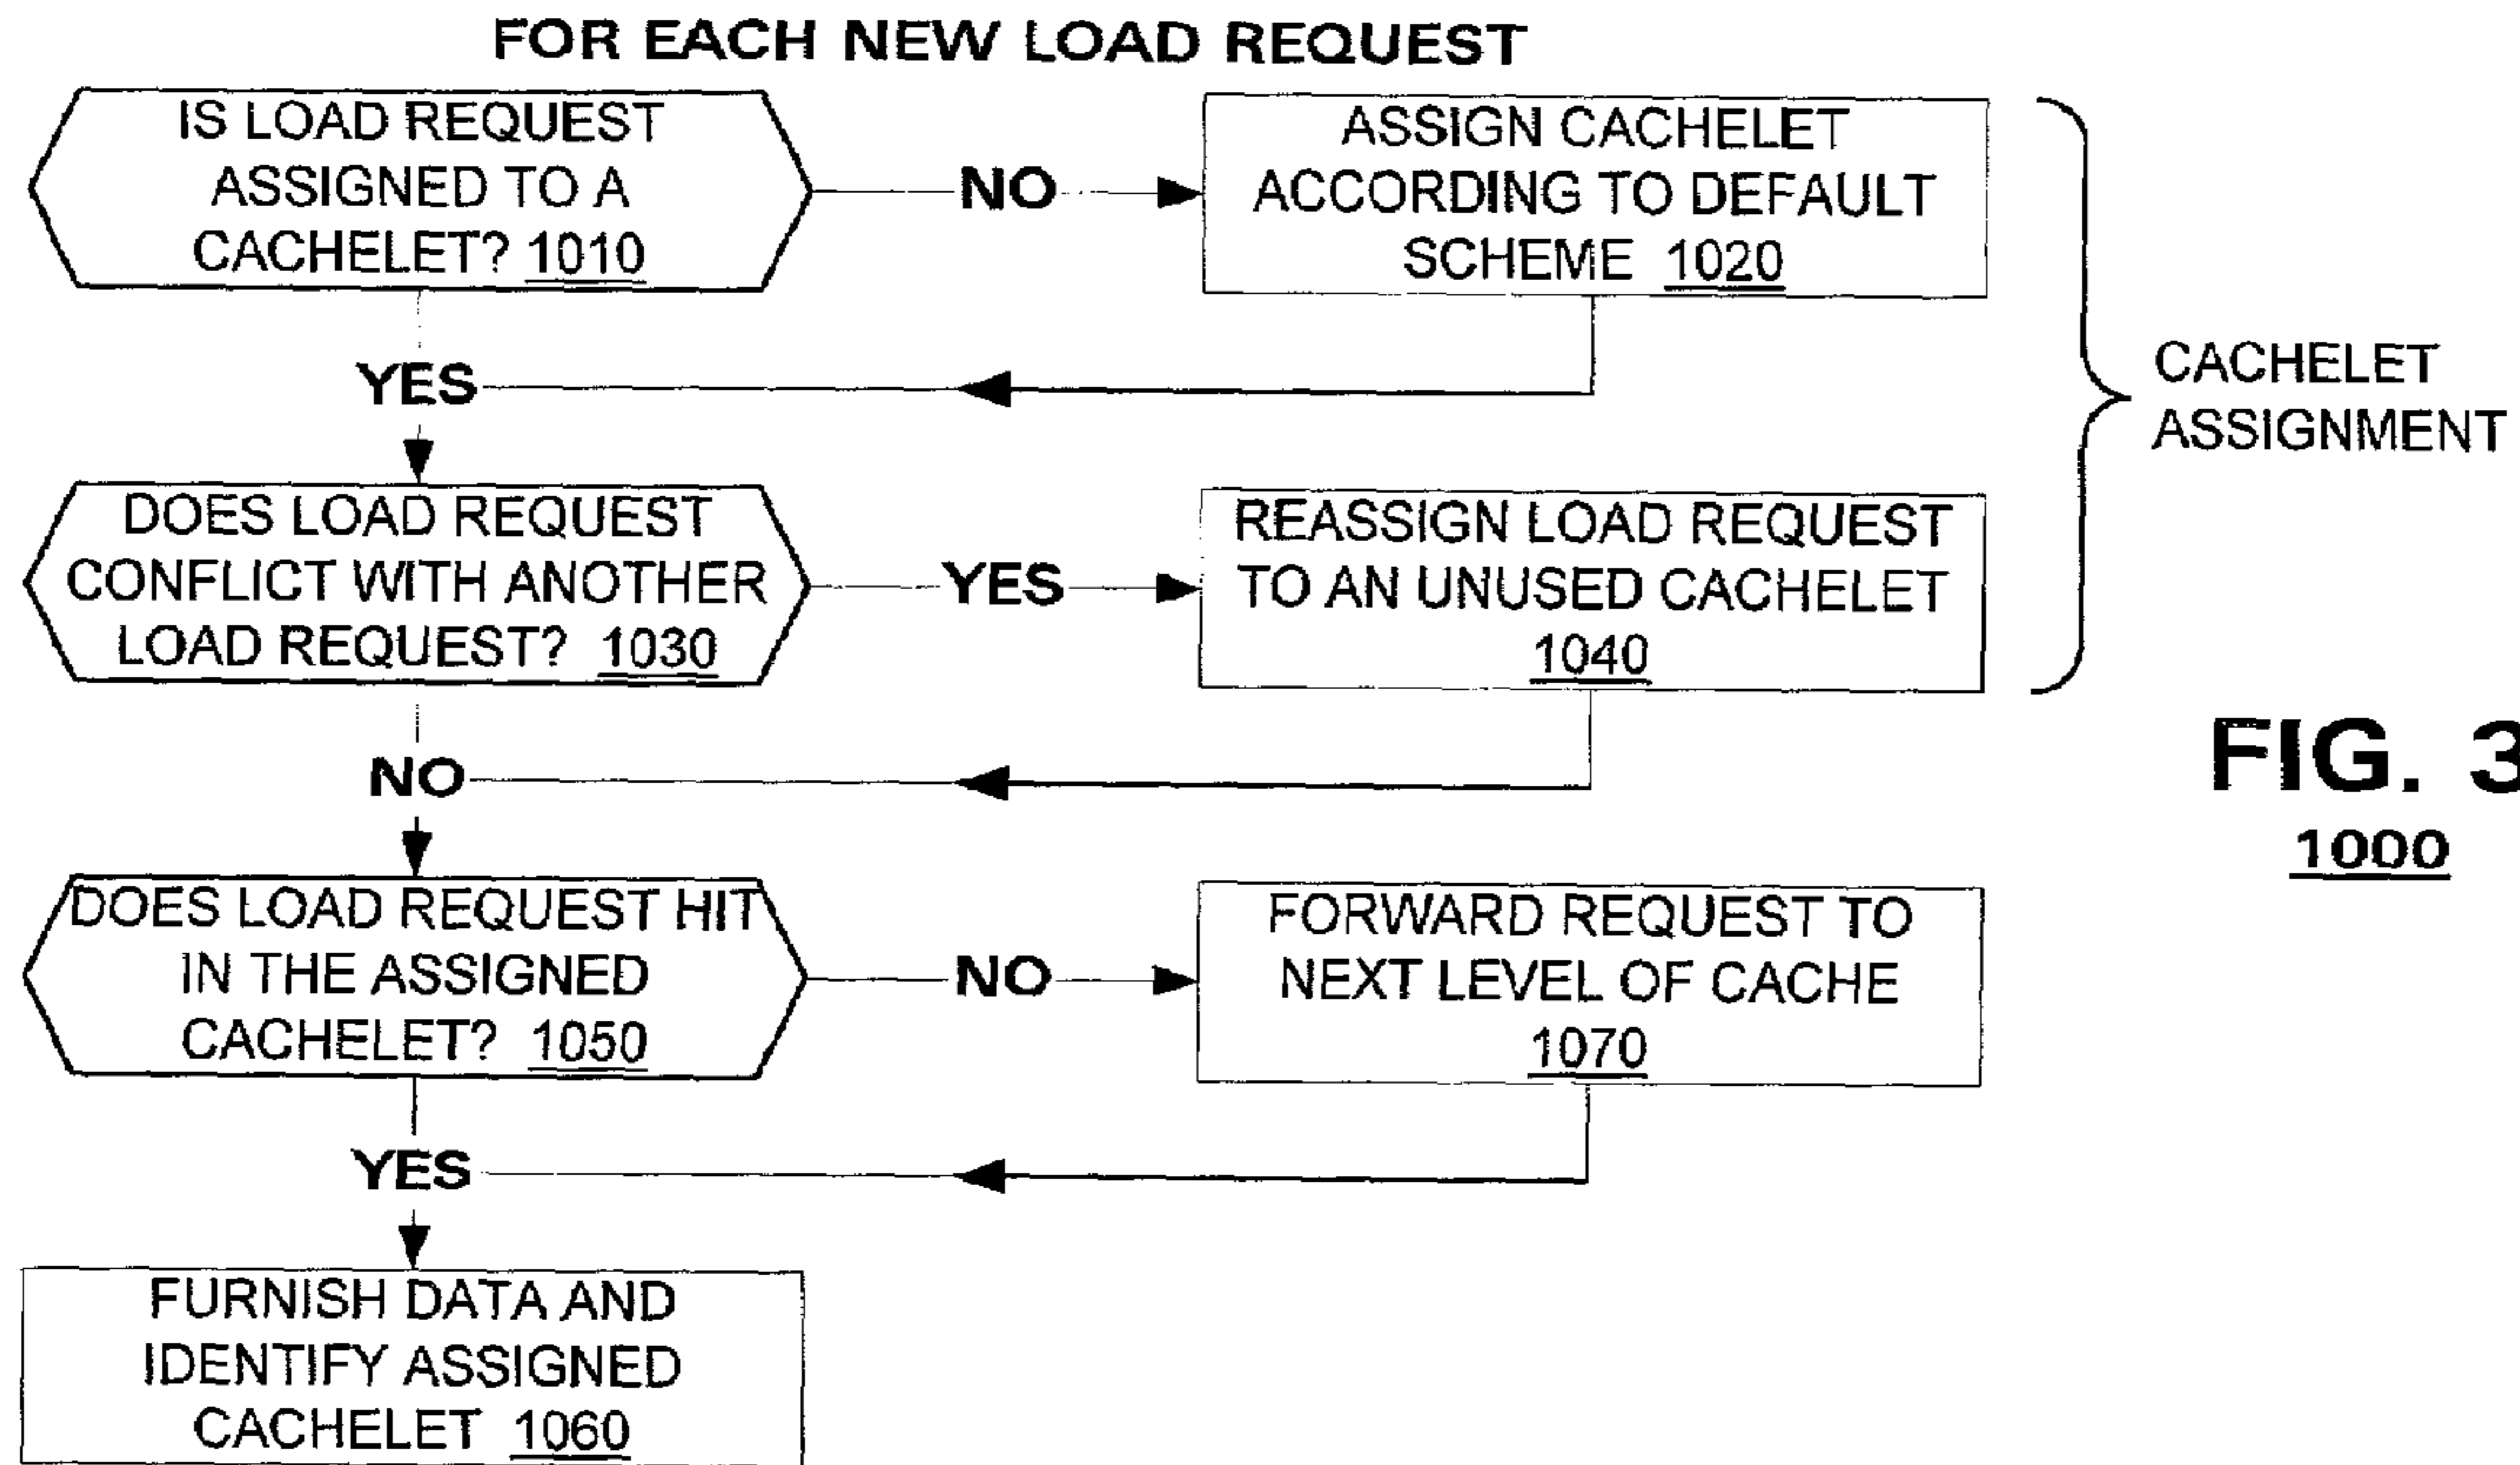 FOR EACH NEW LOAD REQUEST
IS LOAD REQUEST
ASSIGNED TO A
CACHELET? 1010
NO
ASSIGN CACHELET
ACCORDING TO DEFAULT
SCHEME 1020
YES
CACHELET
ASSIGNMENT
DOES LOAD REQUEST
CONFLICT WITH ANOTHER
LOAD REQUEST? 1030
YES
REASSIGN LOAD REQUEST
TO AN UNUSED CACHELET
1040
NO
FIG. 3
1000
DOES LOAD REQUEST HIT
IN THE ASSIGNED
CACHELET? 1050
NO
FORWARD REQUEST TO
NEXT LEVEL OF CACHE
1070
YES
FURNISH DATA AND
IDENTIFY ASSIGNED
CACHELET 1060